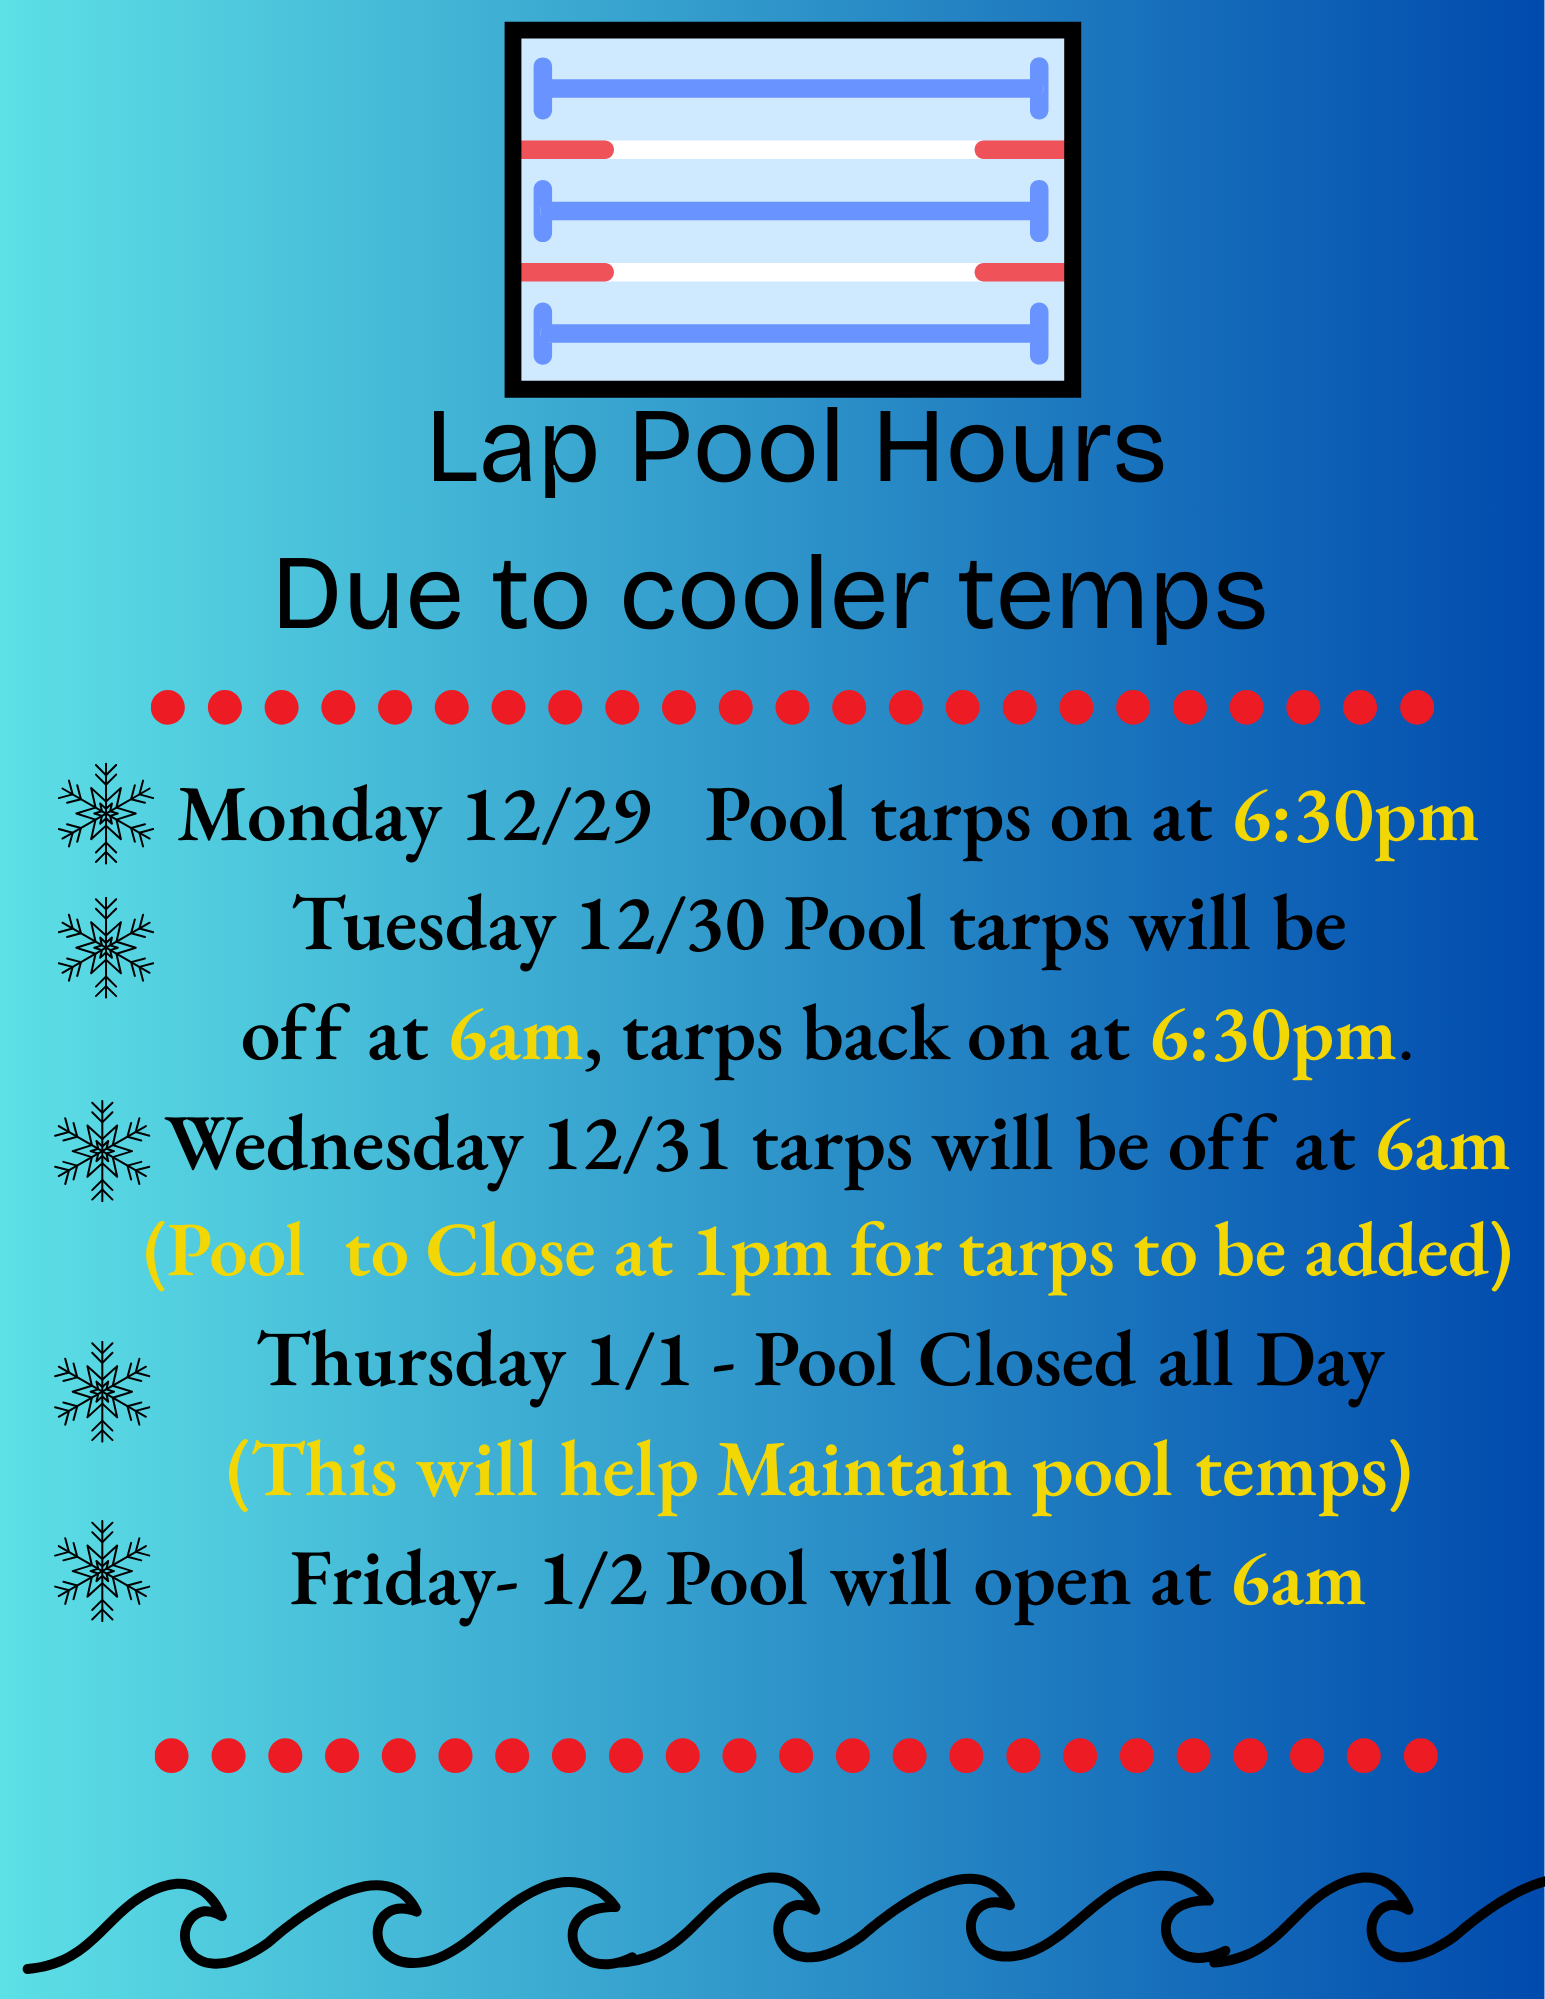 Lap Pool Hours
Due to cooler temps
Monday 12/29 Pool tarps on at 6:30pm
Tuesday 12/30 Pool tarps will be
off at 6am, tarps back on at 6:30pm.
Wednesday 12/31 tarps will be off at 6am
(Pool to Close at 1pm for tarps to be added)
Thursday 1/1 - Pool Closed all Day
(This will help Maintain pool temps)
Friday- 1/2 Pool will open at 6am